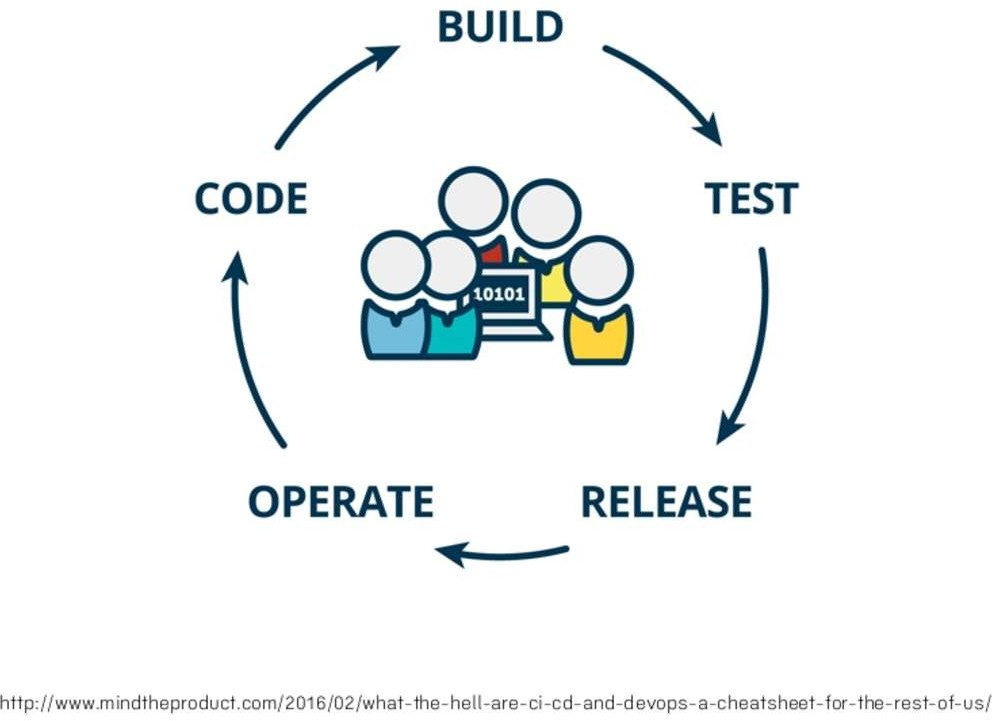 BUILD
CODE
TEST
10101
OPERATE
RELEASE
http://www.mindtheproduct.com/2016/02/what-the-hell-are-ci-cd-and-devops-a-cheatsheet-for-the-rest-of-us/